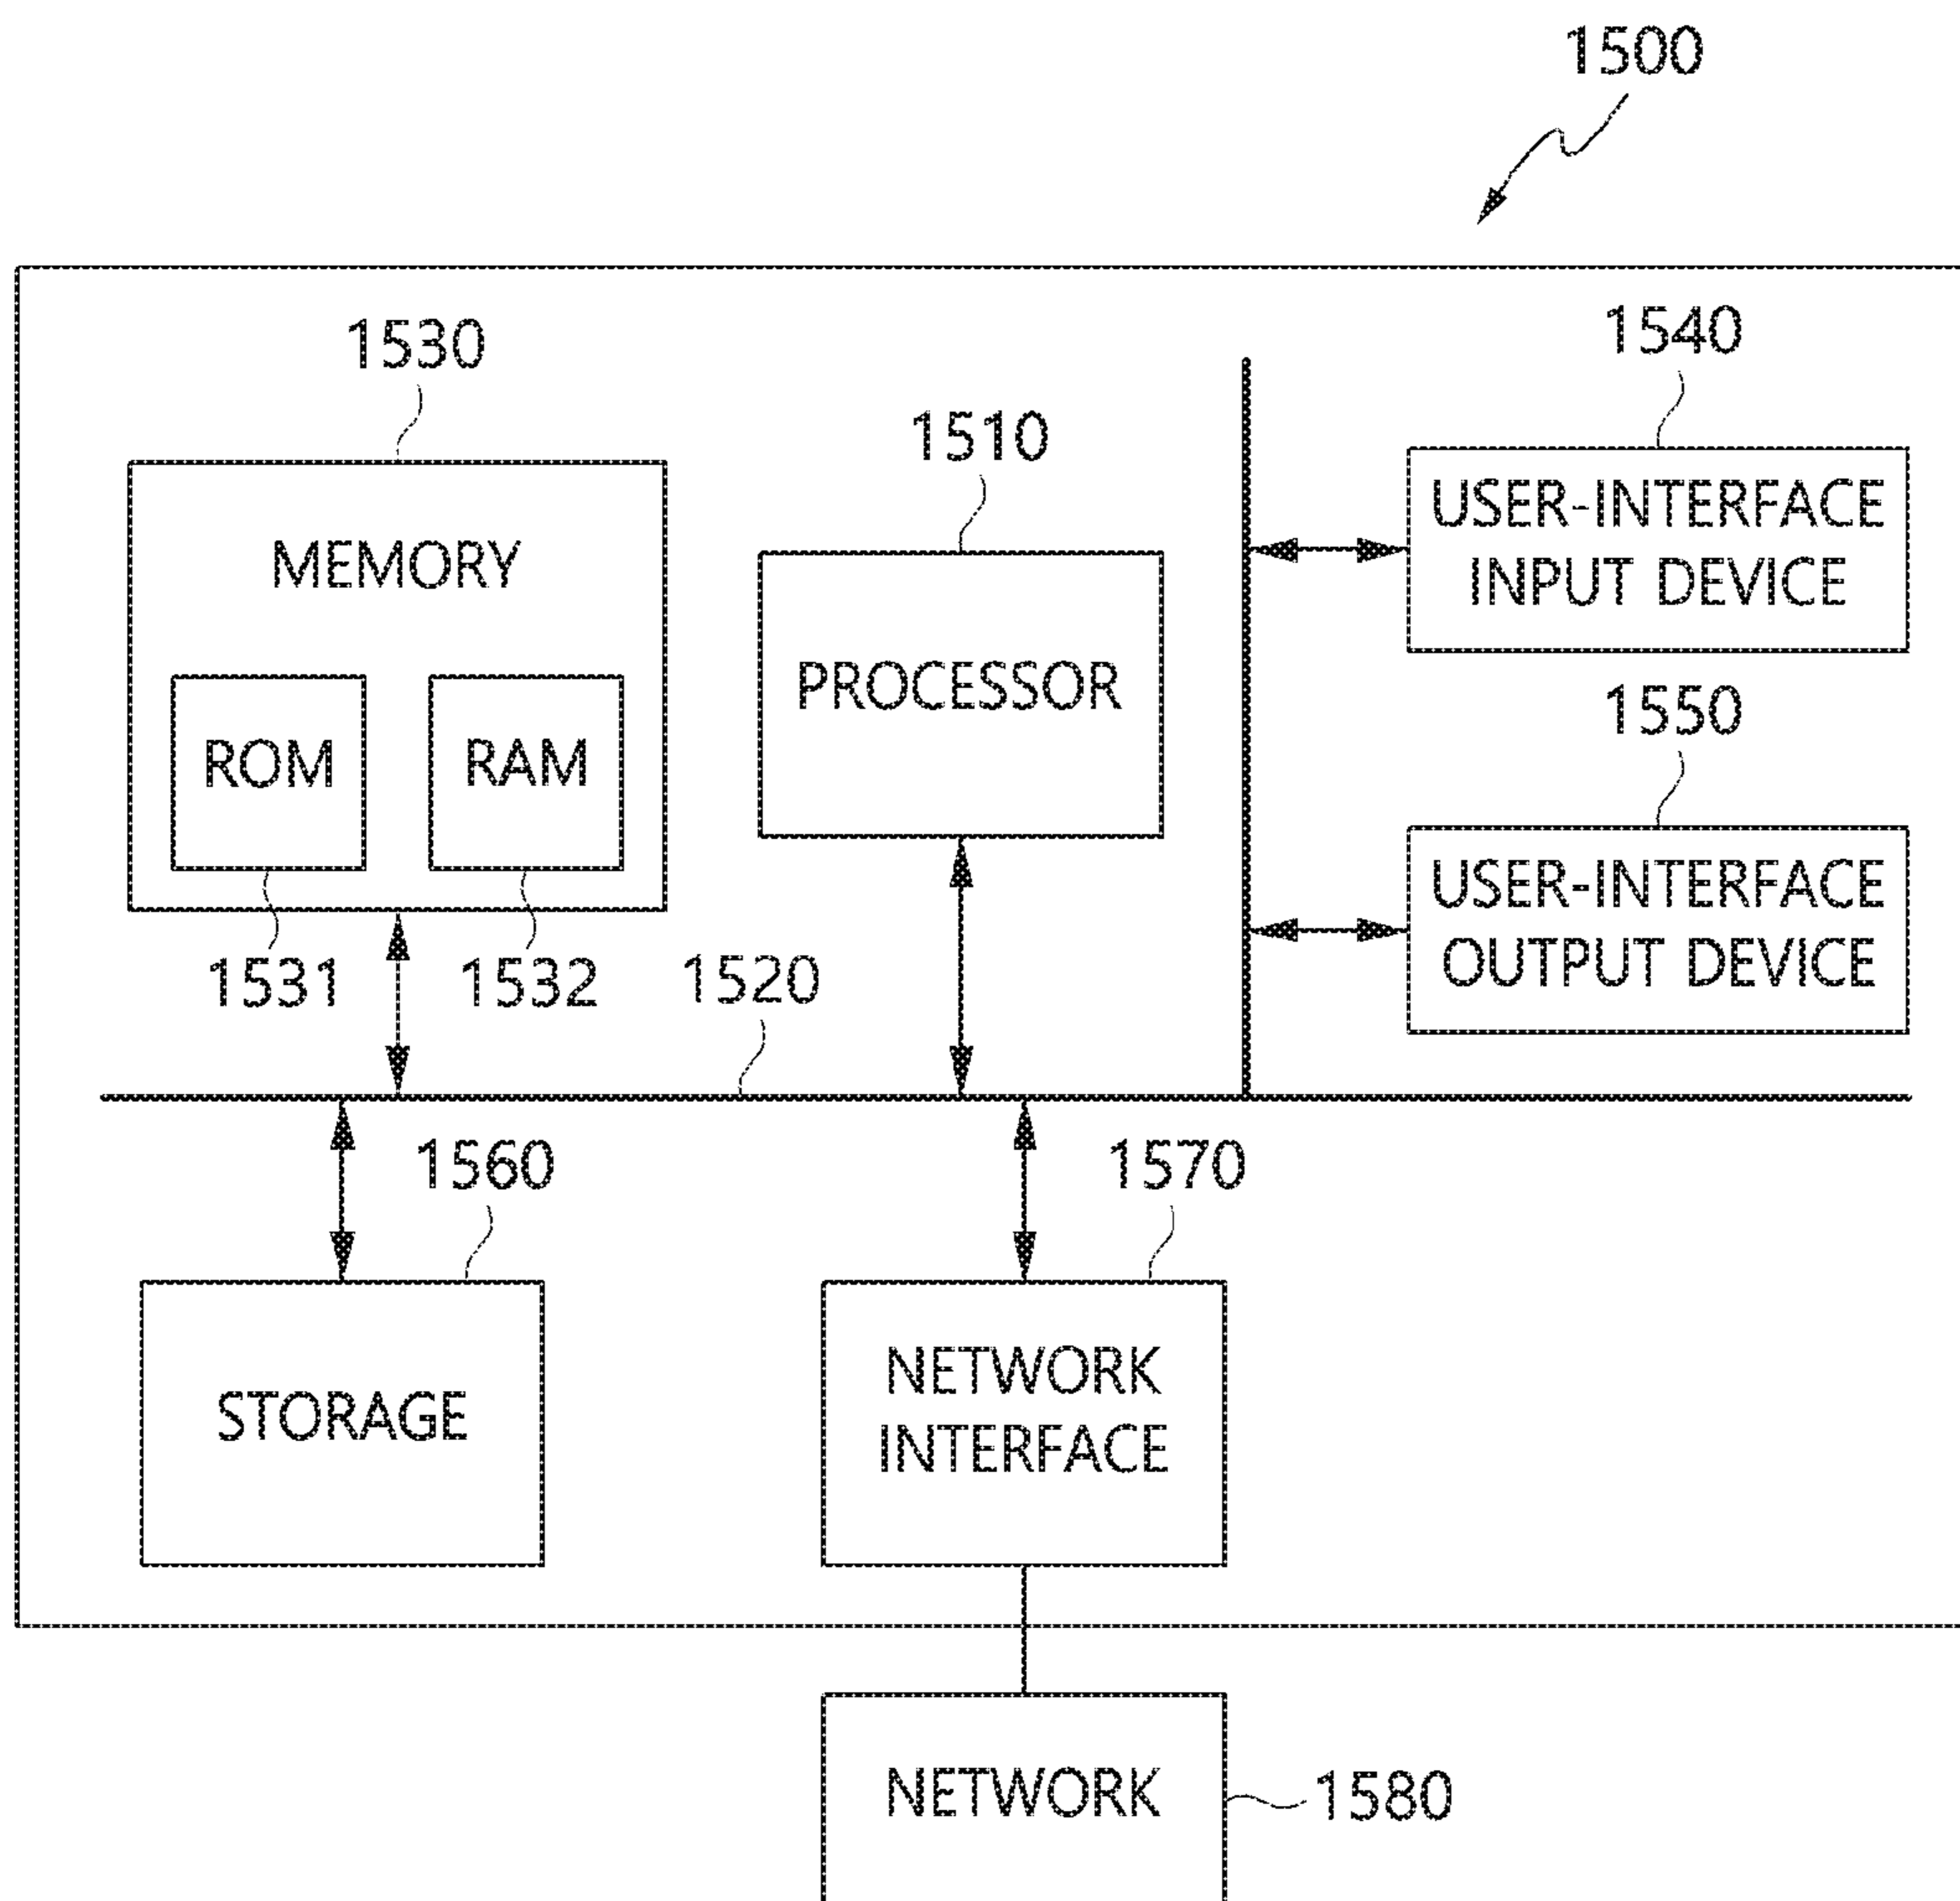 1500
1530
1540
1510
USER-INTERFACE
INPUT DEVICE
MEMORY
PROCESSOR
1550
ROM
RAM
USER-INTERFACE
OUTPUT DEVICE
1531
1532
1520
1560
1570
STORAGE
NETWORK
INTERFACE
NETWORK
1580